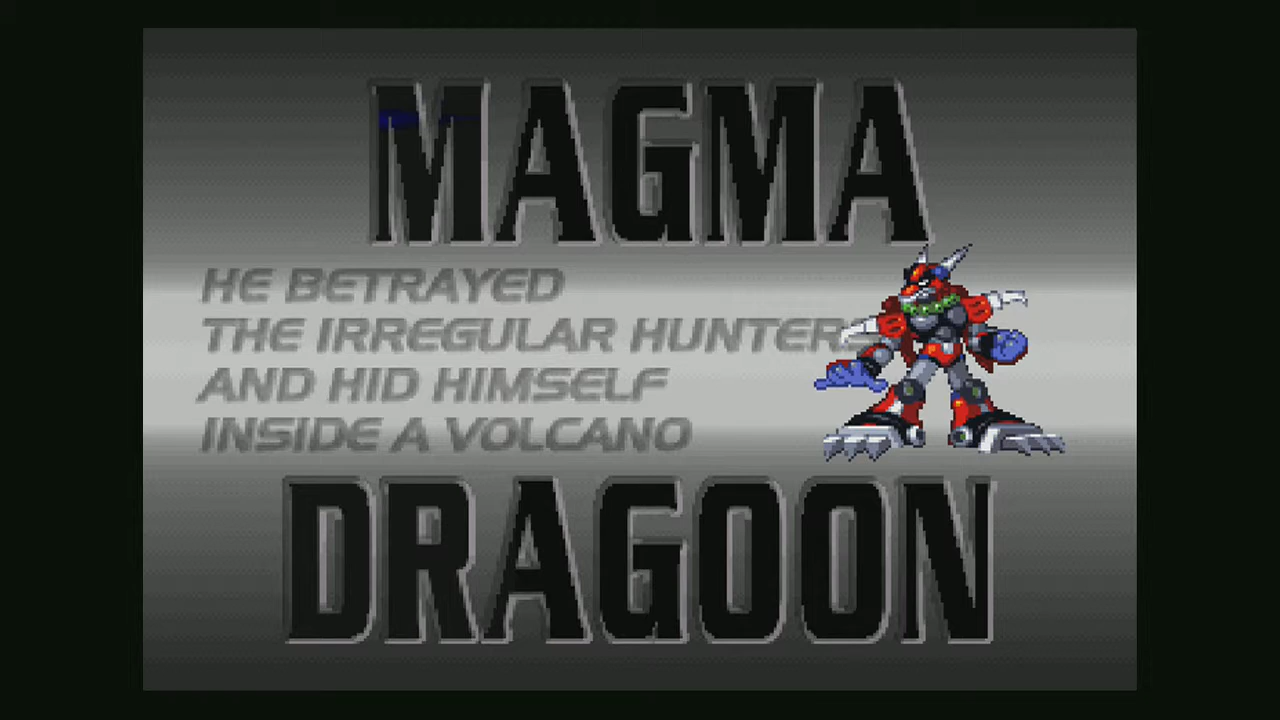 MAGMA
HE BETRAYED
THE IRREGULAR HUNTERS
AND HID HIMSELF
INSIDE A VOLCANO
DRAGOON